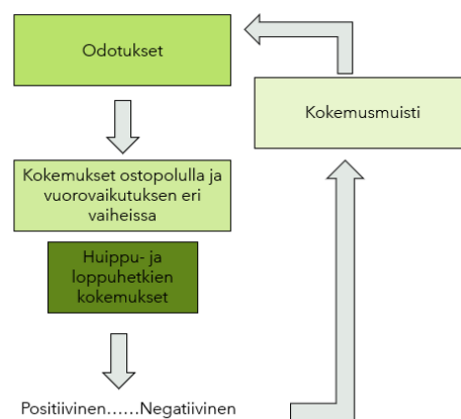 Odotukset
Kokemusmuisti
Kokemukset ostopolulla ja
vuorovaikutuksen eri
vaiheissa
Huippu- ja
loppuhetkien
kokemukset
Positiivinen......Negatiivinen